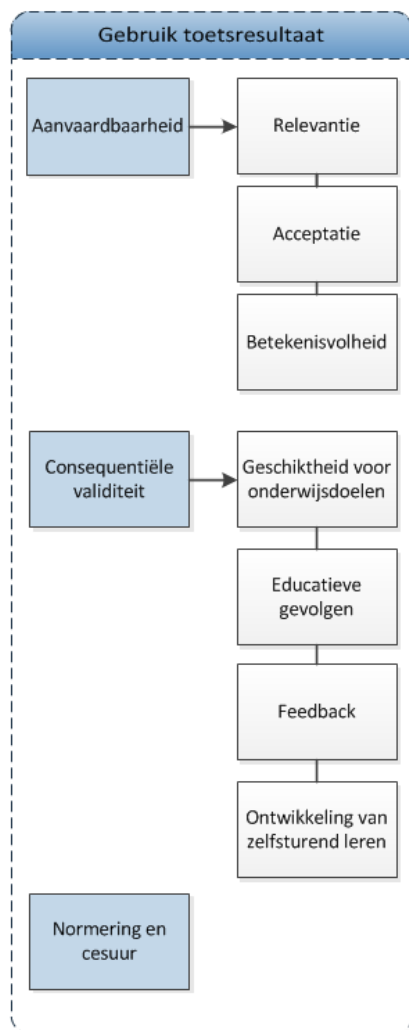 Gebruik toetsresultaat
Aanvaardbaarheid
Relevantie
Acceptatie
Betekenisvolheid
Consequentiële
validiteit
Geschiktheid voor
onderwijsdoelen
Educatieve
gevolgen
Feedback
Ontwikkeling van
zelfsturend leren
Normering en
cesuur